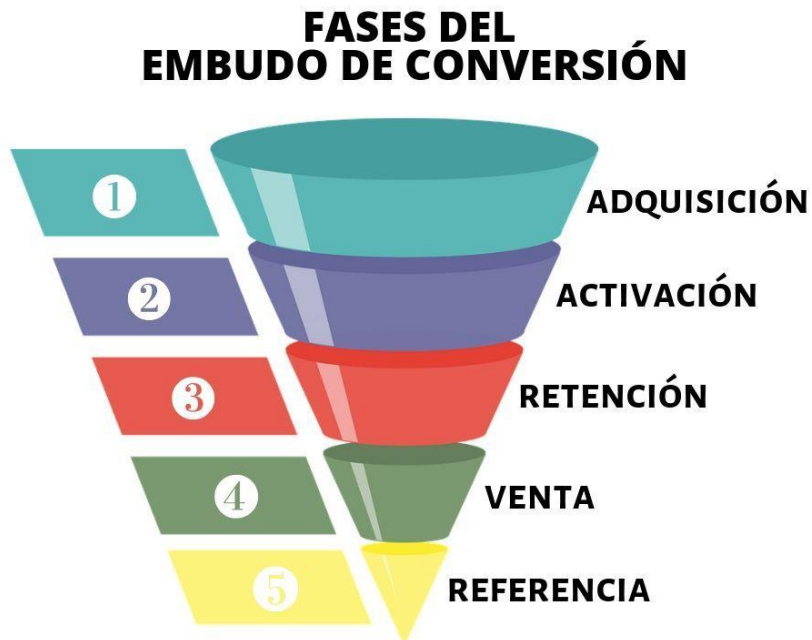 FASES DEL
EMBUDO DE CONVERSIÓN
1 ADQUISICIÓN
2 ACTIVACIÓN
3 RETENCIÓN
4 VENTA
5 REFERENCIA